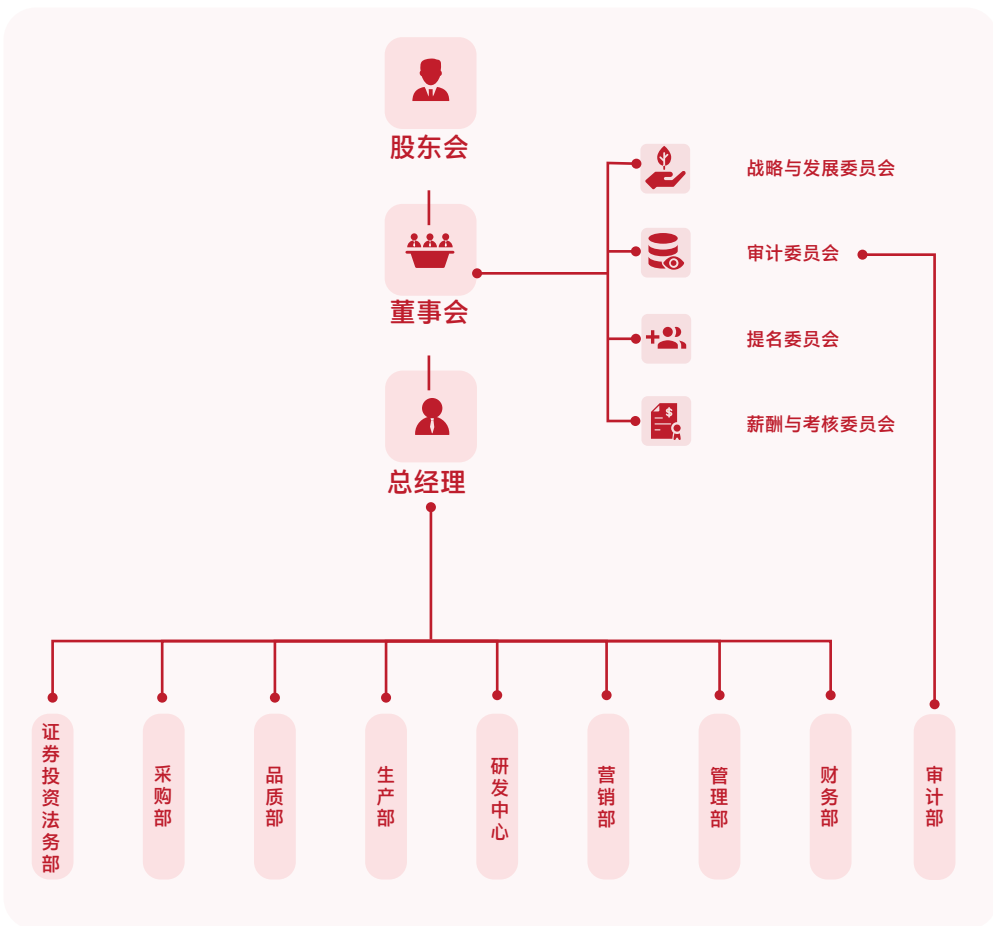 股东会
董事会
总经理
战略与发展委员会
审计委员会
提名委员会
薪酬与考核委员会
证券投资法务部
采购部
品质部
生产部
研发中心
营销部
管理部
财务部
审计部